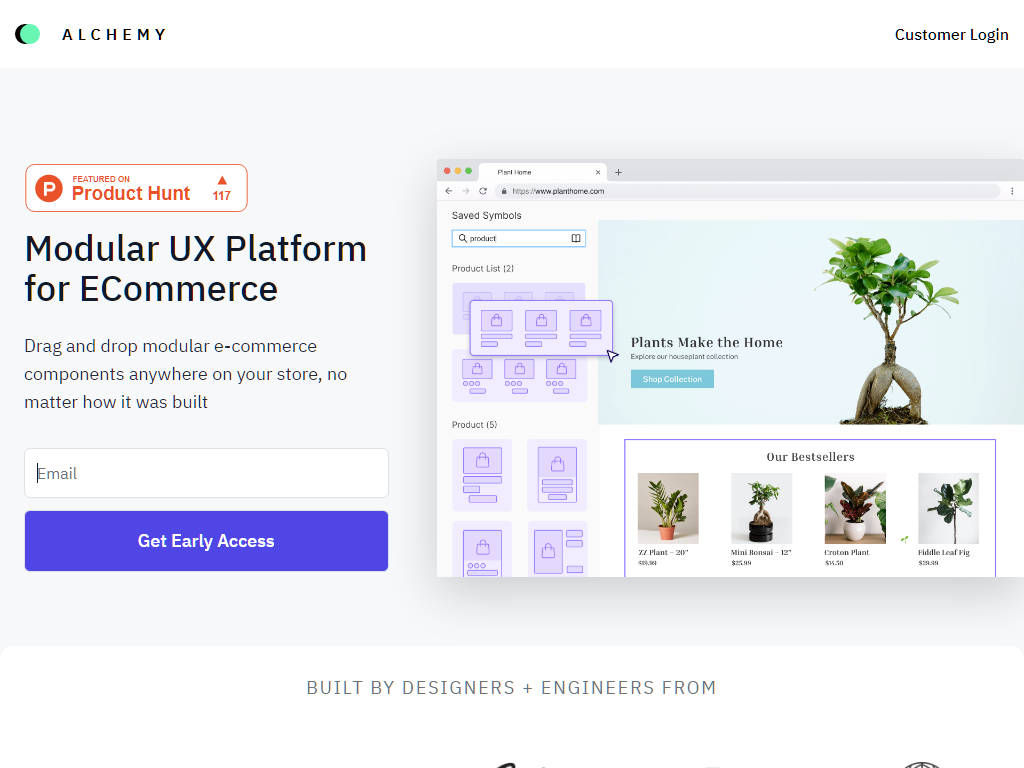 ALCHEMY
Customer Login
FEATURED ON
Product Hunt
117
Modular UX Platform
for ECommerce
Drag and drop modular e-commerce
components anywhere on your store, no
matter how it was built
Email
Get Early Access
Plant Home
https://www.planthome.com
Saved Symbols
product
Product List (2)
Product (5)
Plants Make the Home
Explore our houseplant collection
Shop Collection
Our Bestsellers
ZZ Plant – 20"
$19.99
Mini Bonsai – 12"
$25.99
Croton Plant
$14.50
Fiddle Leaf Fig
$29.99
BUILT BY DESIGNERS + ENGINEERS FROM